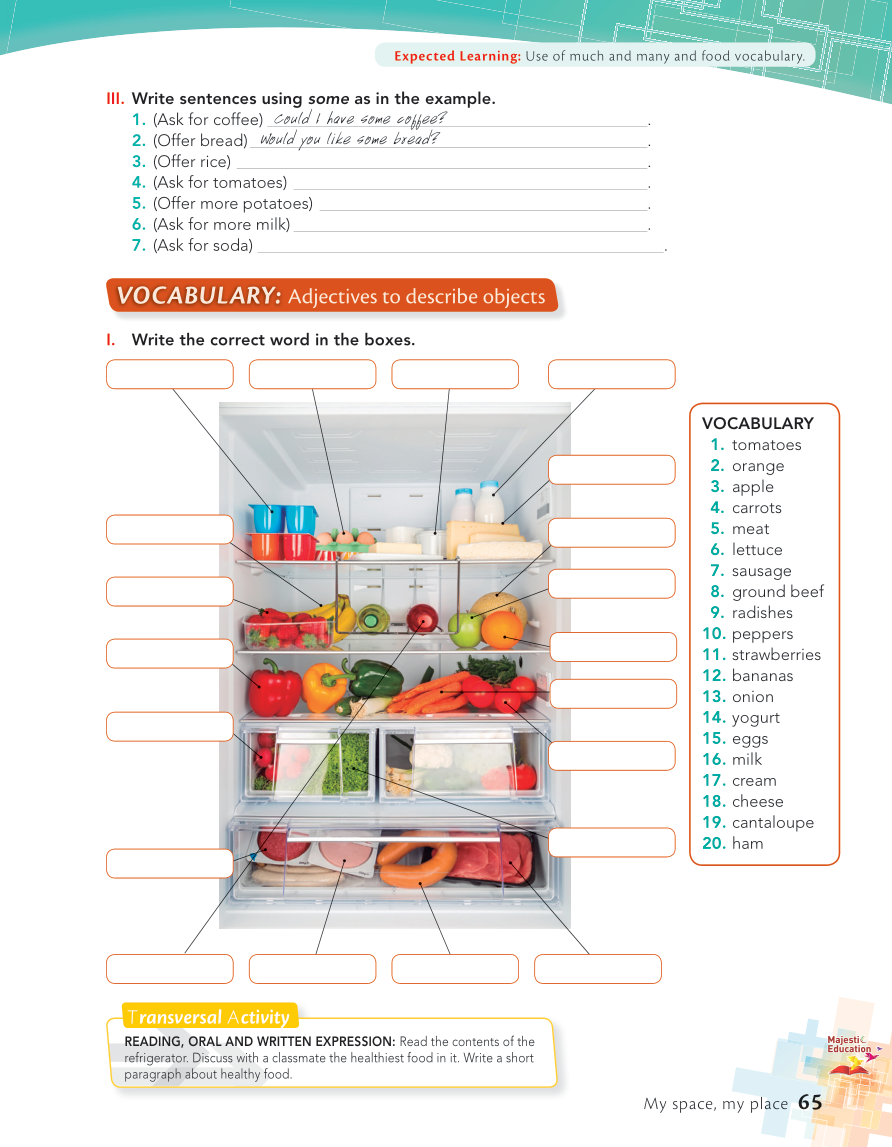 Expected Learning: Use of much and many and food vocabulary.
III. Write sentences using some as in the example.
1. (Ask for coffee) Could I have some coffee? .
2. (Offer bread) Would you like some bread? .
3. (Offer rice) .
4. (Ask for tomatoes) .
5. (Offer more potatoes) .
6. (Ask for more milk) .
7. (Ask for soda) .
VOCABULARY: Adjectives to describe objects
I. Write the correct word in the boxes.
VOCABULARY
1. tomatoes
2. orange
3. apple
4. carrots
5. meat
6. lettuce
7. sausage
8. ground beef
9. radishes
10. peppers
11. strawberries
12. bananas
13. onion
14. yogurt
15. eggs
16. milk
17. cream
18. cheese
19. cantaloupe
20. ham
Transversal Activity
READING, ORAL AND WRITTEN EXPRESSION: Read the contents of the
refrigerator. Discuss with a classmate the healthiest food in it. Write a short
paragraph about healthy food.
Majestic
Education
My space, my place 65